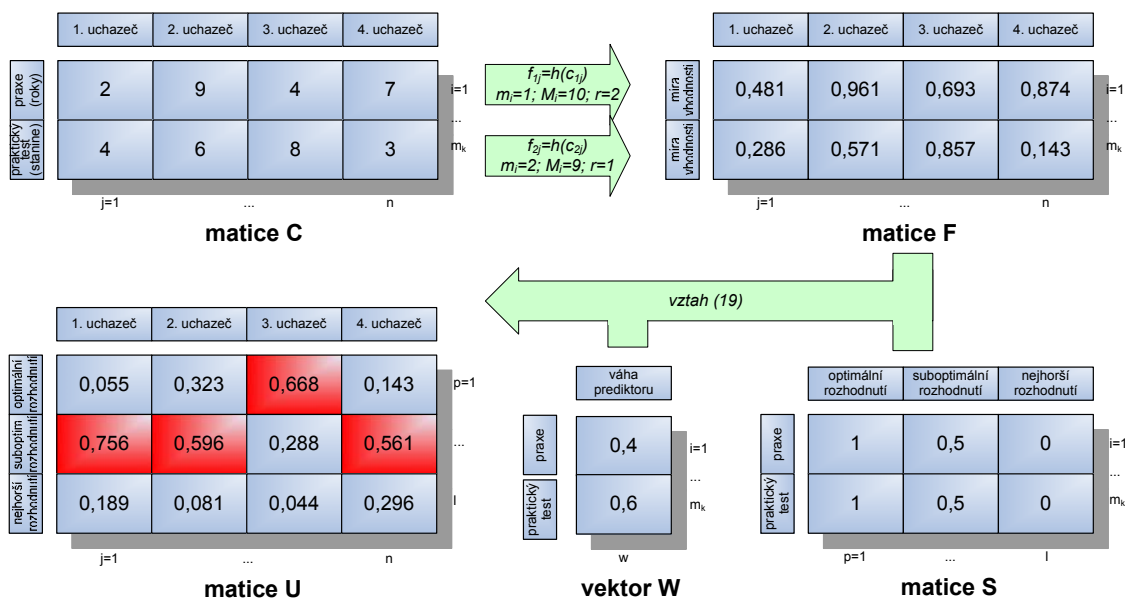 1. uchazeč 2. uchazeč 3. uchazeč 4. uchazeč
praxe
(roky)
2 9 4 7
i=1
...
praktický
test
(stanine)
4 6 8 3
mk
j=1 ... n
matice C
f1j=h(c1j)
mi=1; Mi=10; r=2
f2j=h(c2j)
mi=2; Mi=9; r=1
1. uchazeč 2. uchazeč 3. uchazeč 4. uchazeč
míra
vhodnosti
0,481 0,961 0,693 0,874
i=1
...
míra
vhodnosti
0,286 0,571 0,857 0,143
mk
j=1 ... n
matice F
vztah (19)
1. uchazeč 2. uchazeč 3. uchazeč 4. uchazeč
optimální
rozhodnutí
0,055 0,323 0,668 0,143
p=1
suboptim
rozhodnutí
0,756 0,596 0,288 0,561
...
nejhorší
rozhodnutí
0,189 0,081 0,044 0,296
l
j=1 ... n
matice U
váha
prediktoru
praxe
0,4
i=1
...
praktický
test
0,6
mk
w
vektor W
optimální
rozhodnutí
suboptimální
rozhodnutí
nejhorší
rozhodnutí
praxe
1 0,5 0
i=1
...
praktický
test
1 0,5 0
mk
p=1 ... l
matice S